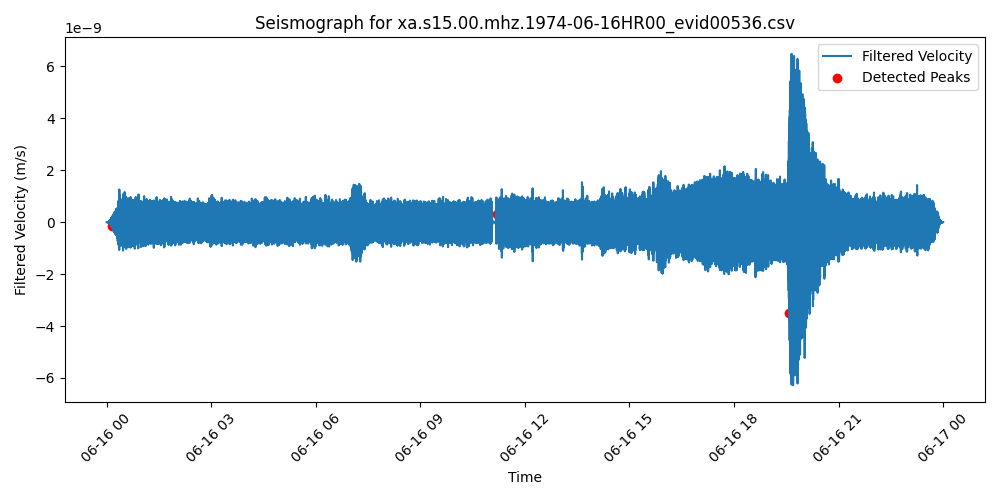 Seismograph for xa.s15.00.mhz.1974-06-16HR00_evid00536.csv
1e−9
Filtered Velocity
Detected Peaks
6
4
2
0
−2
−4
−6
Filtered Velocity (m/s)
06-16 00
06-16 03
06-16 06
06-16 09
06-16 12
06-16 15
06-16 18
06-16 21
06-17 00
Time